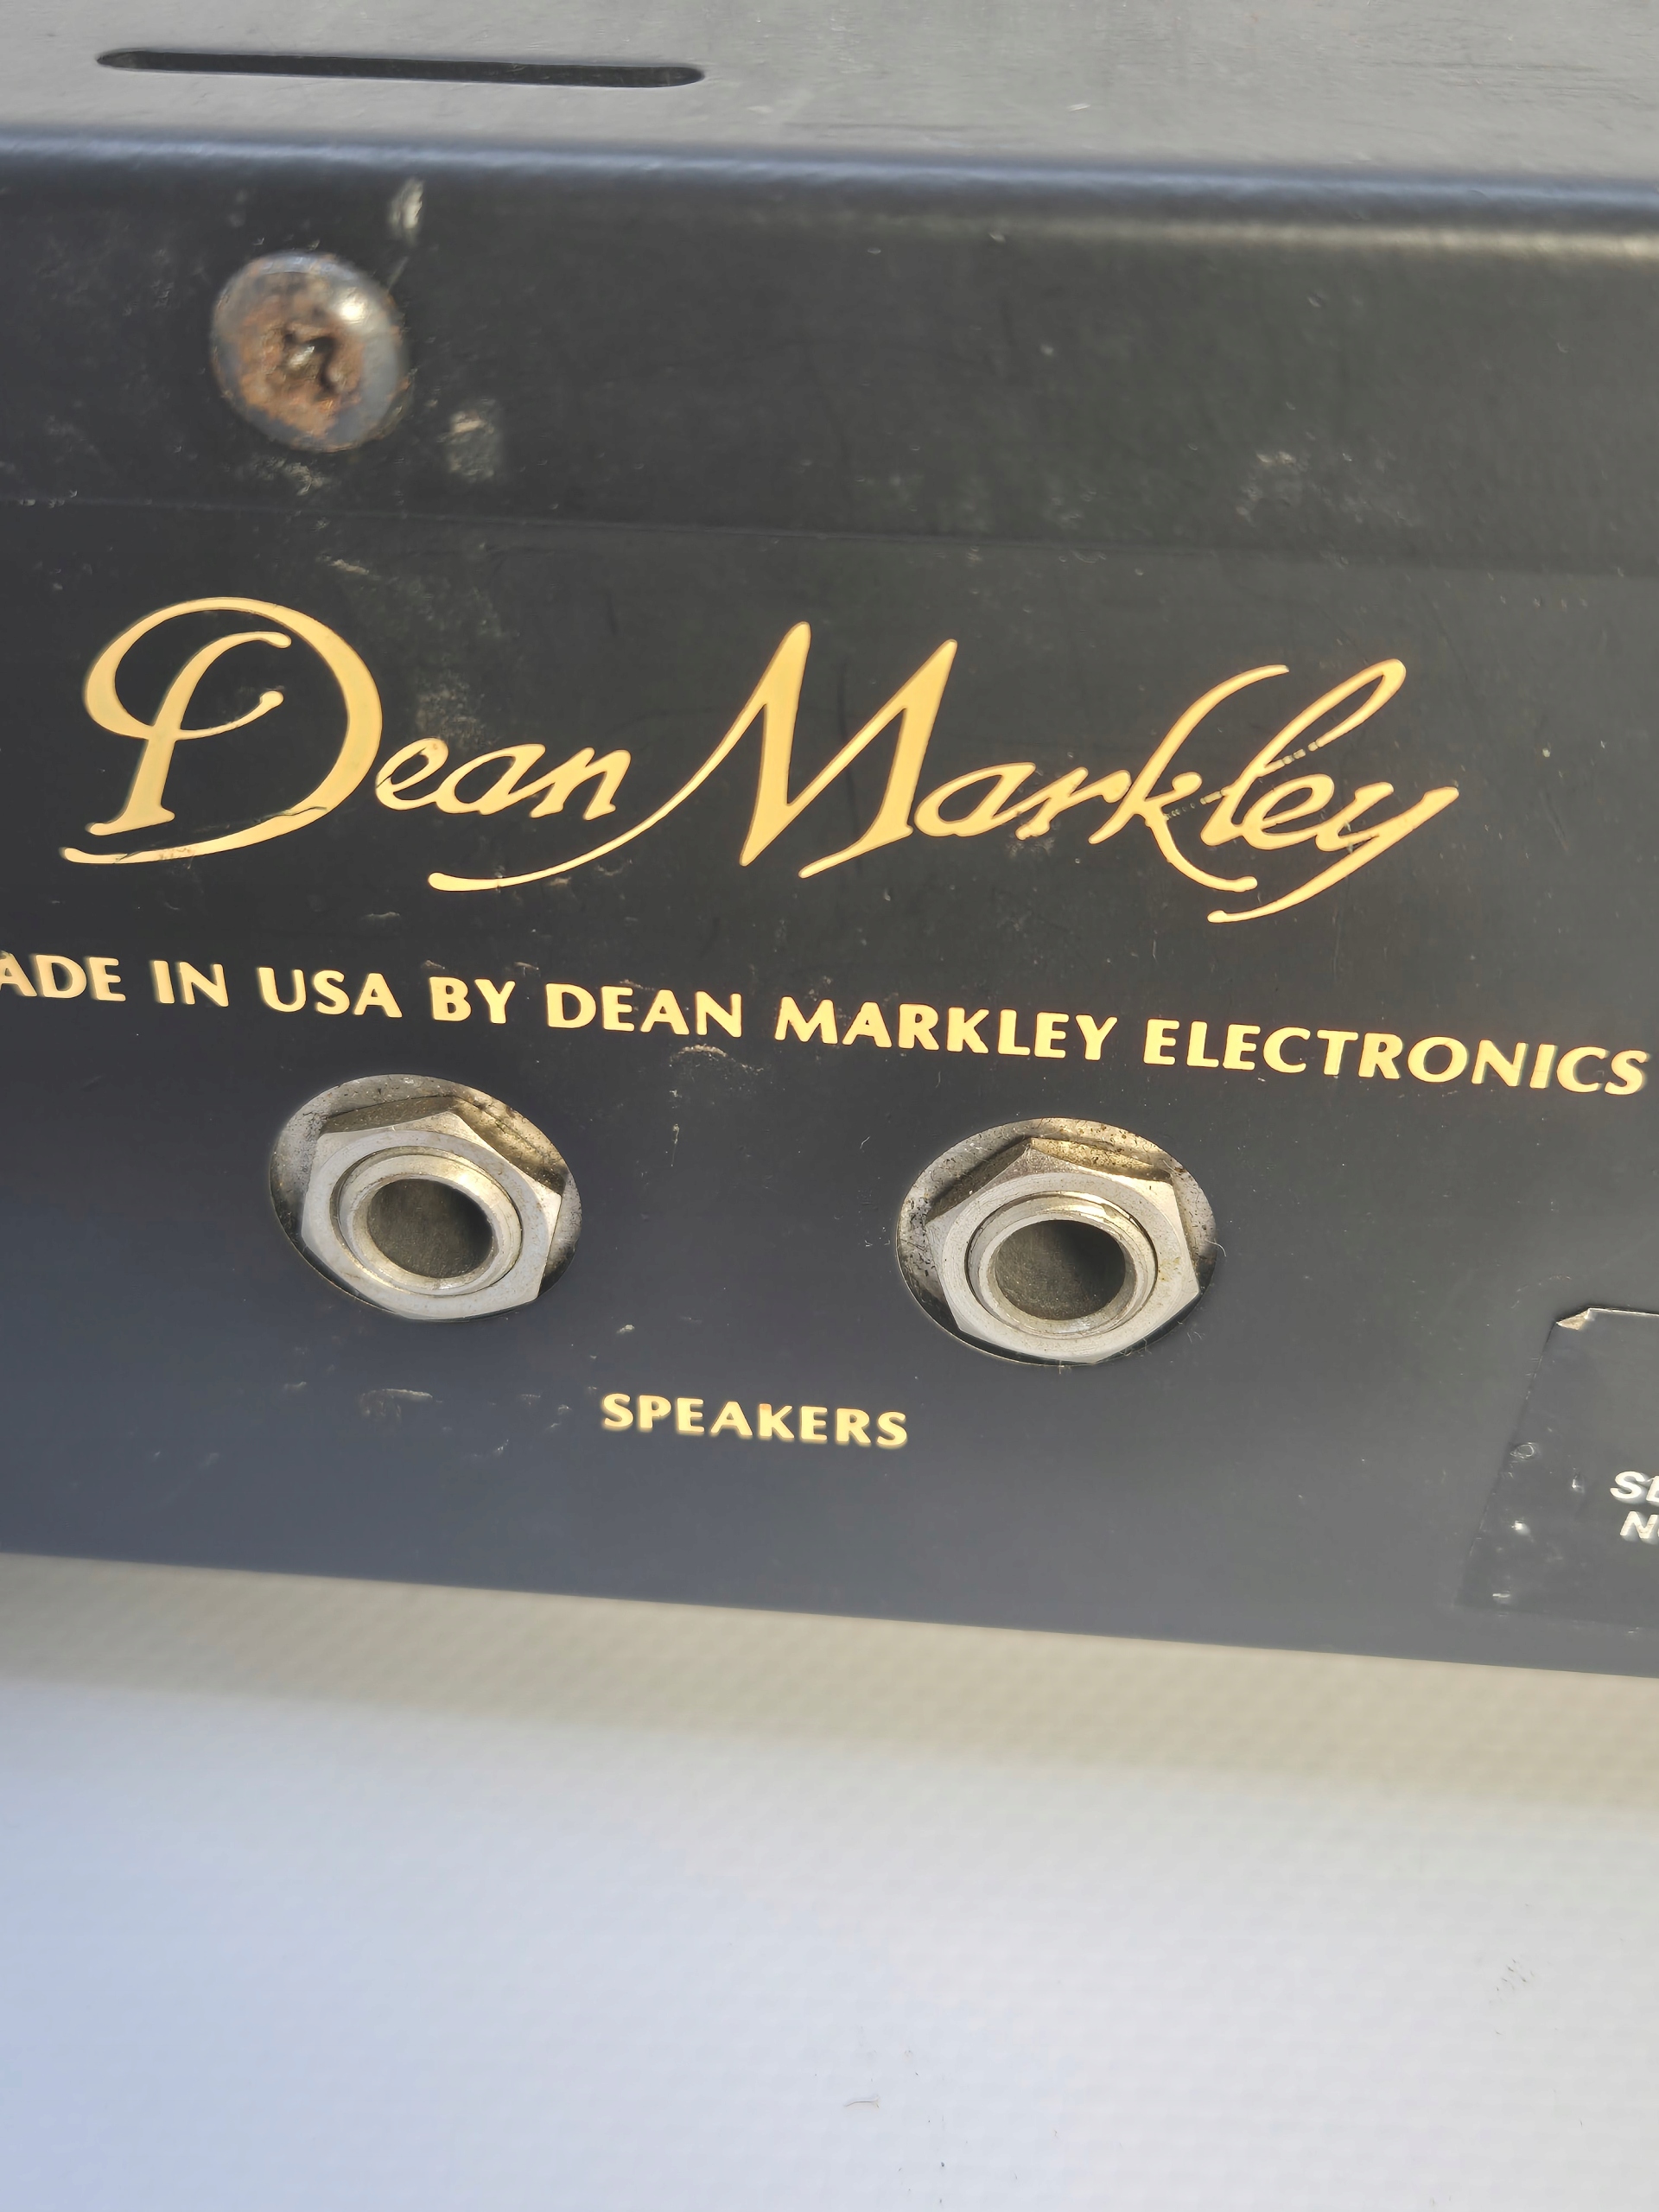 Dean Markley
ADE IN USA BY DEAN MARKLEY ELECTRONICS
SPEAKERS